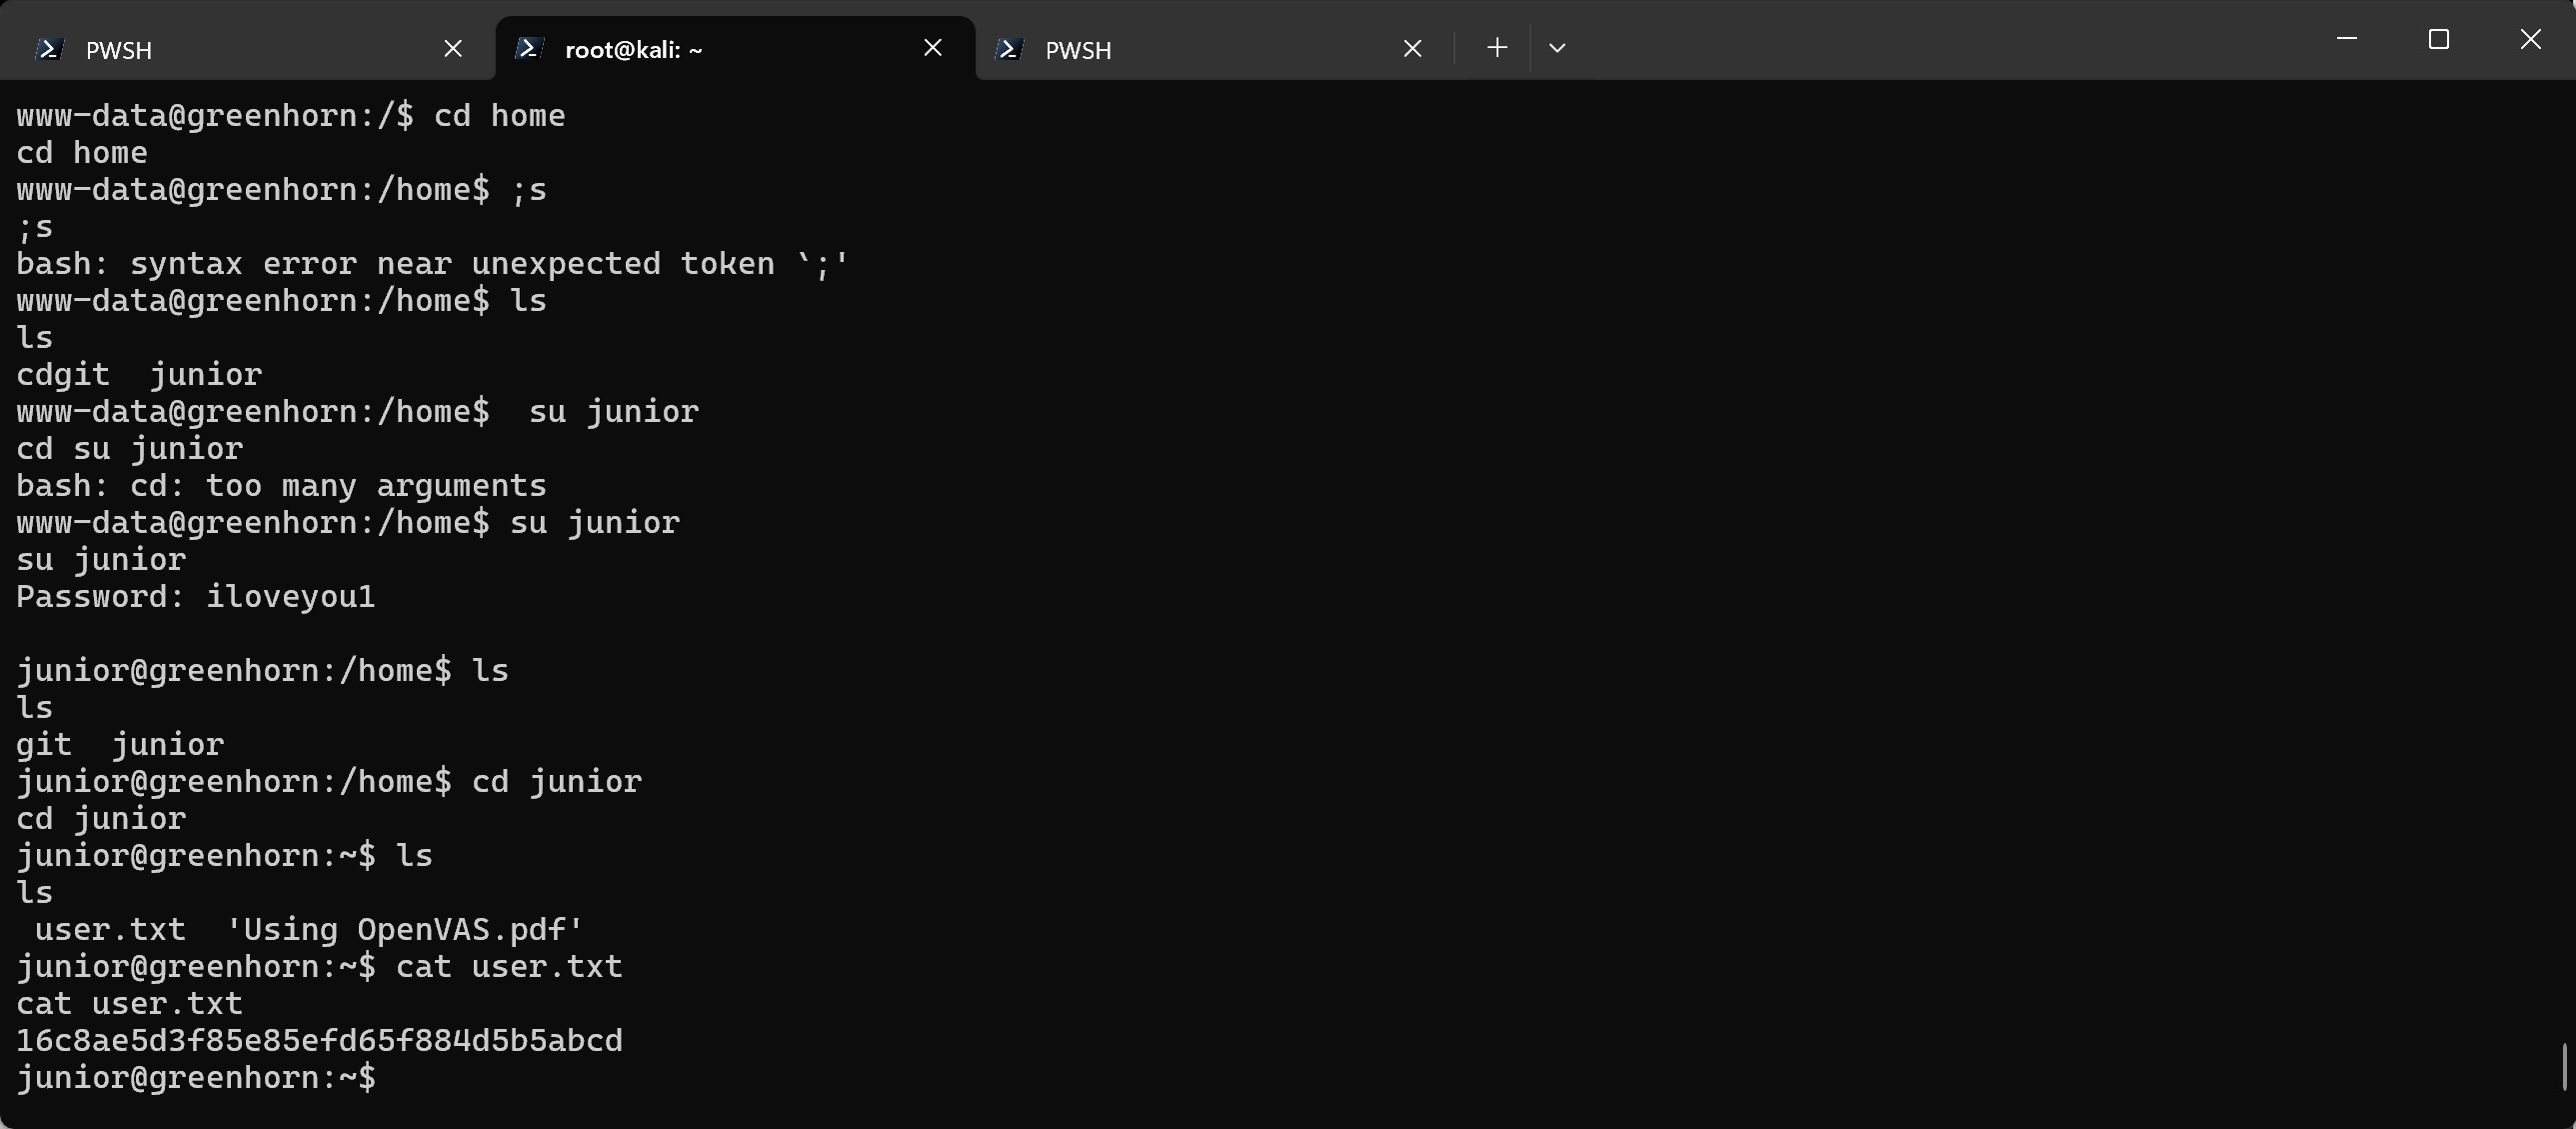 PWSH
root@kali: ~
PWSH
www-data@greenhorn:/$ cd home
cd home
www-data@greenhorn:/home$ ;s
;s
bash: syntax error near unexpected token `;'
www-data@greenhorn:/home$ ls
ls
cdgit  junior
www-data@greenhorn:/home$  su junior
cd su junior
bash: cd: too many arguments
www-data@greenhorn:/home$ su junior
su junior
Password: iloveyou1
junior@greenhorn:/home$ ls
ls
git  junior
junior@greenhorn:/home$ cd junior
cd junior
junior@greenhorn:~$ ls
ls
 user.txt  'Using OpenVAS.pdf'
junior@greenhorn:~$ cat user.txt
cat user.txt
16c8ae5d3f85e85efd65f884d5b5abcd
junior@greenhorn:~$